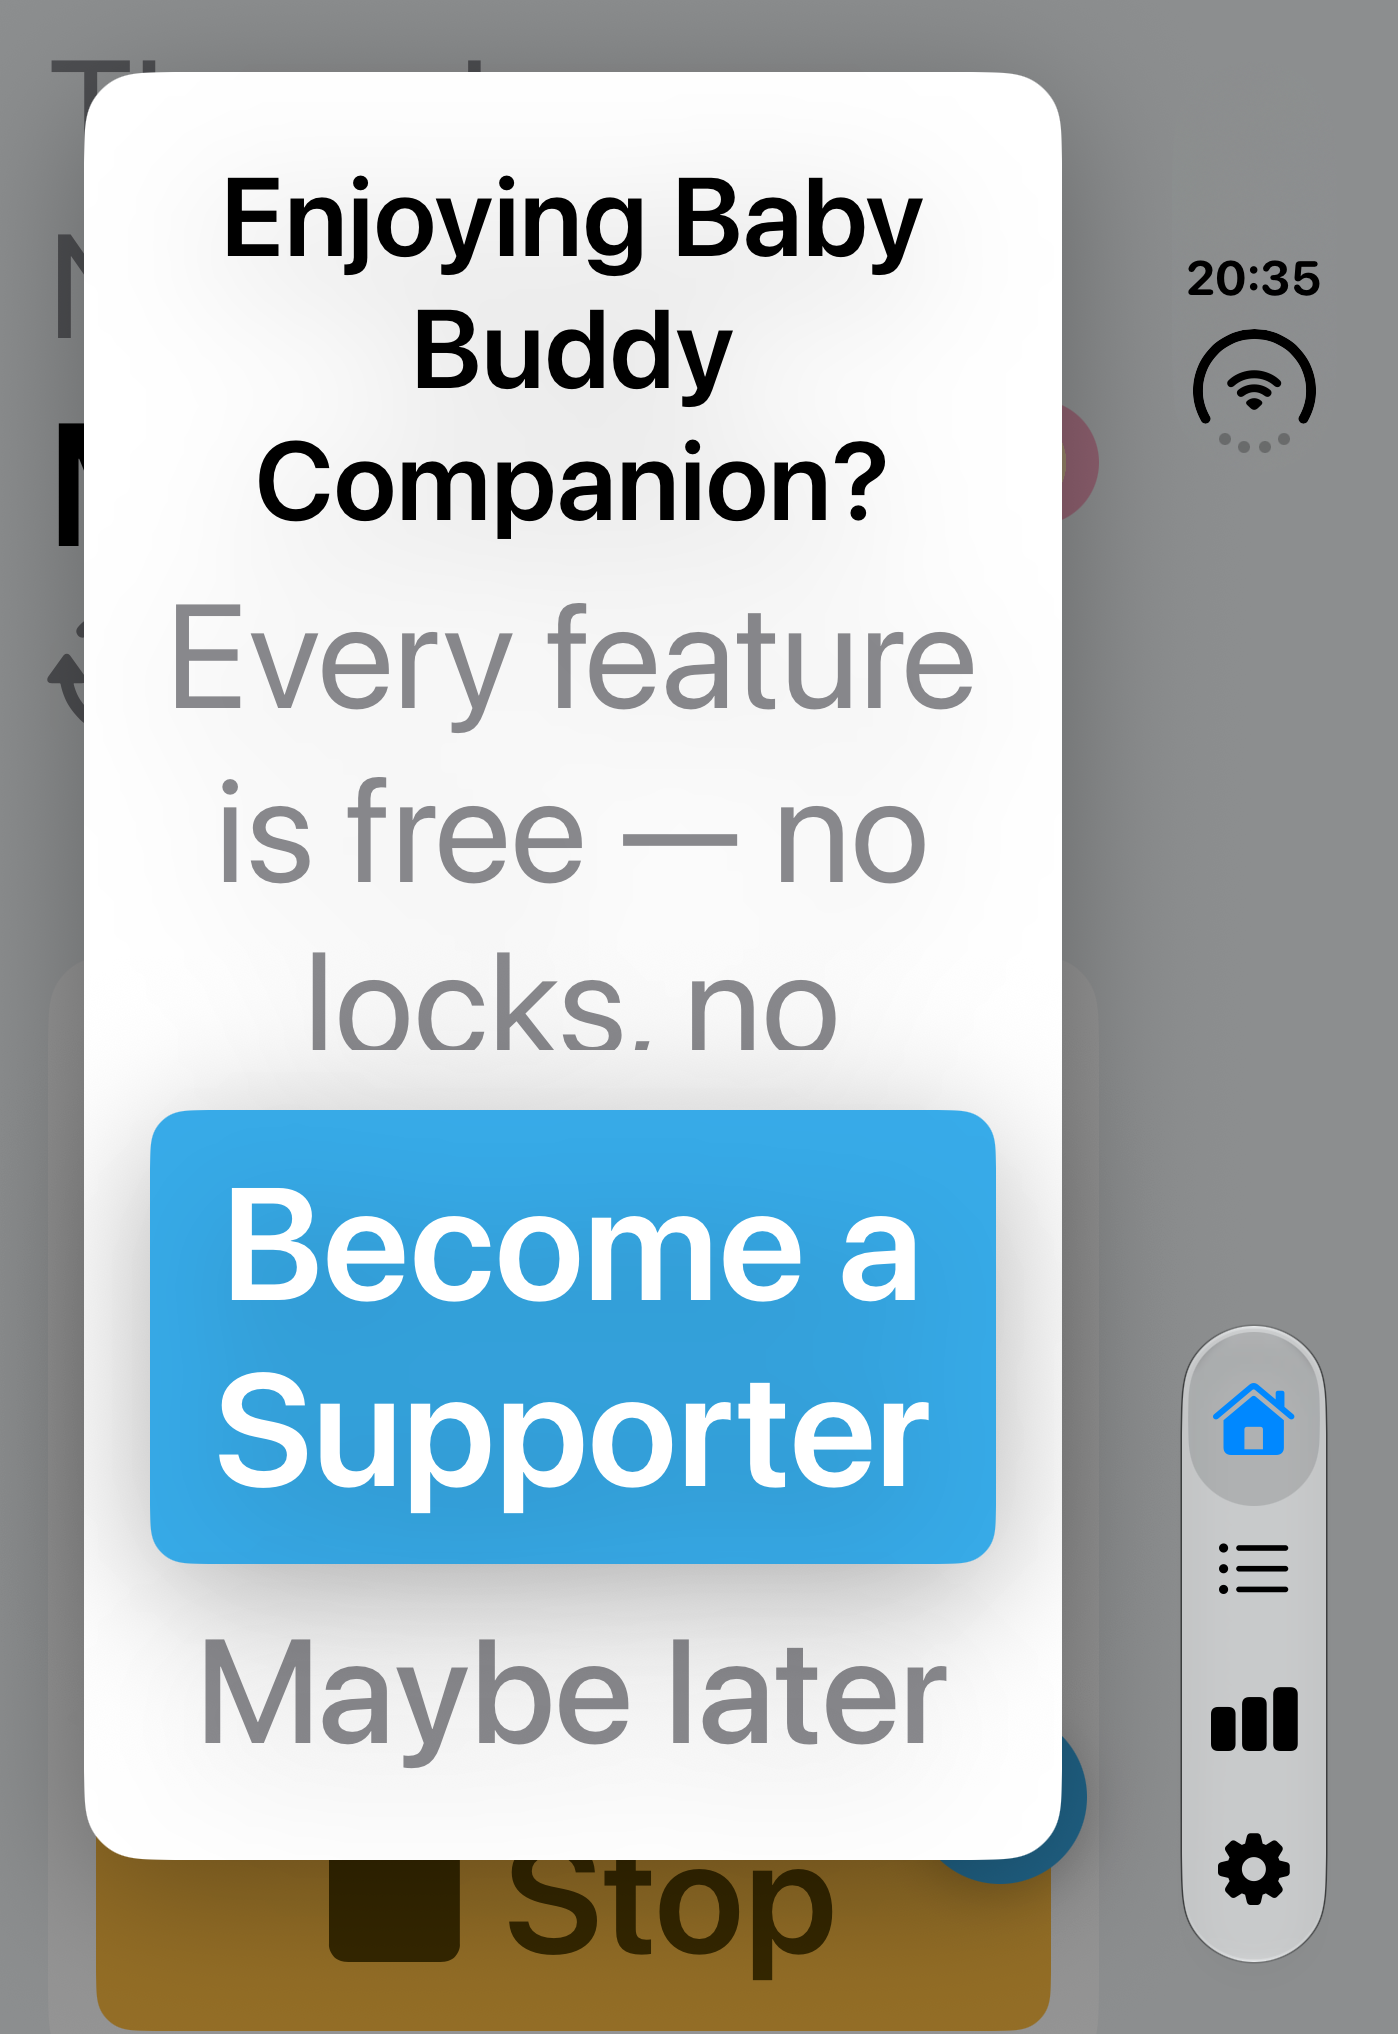 Enjoying Baby
Buddy
Companion?
Every feature
is free — no
locks, no
Become a
Supporter
Maybe later
Stop
20:35